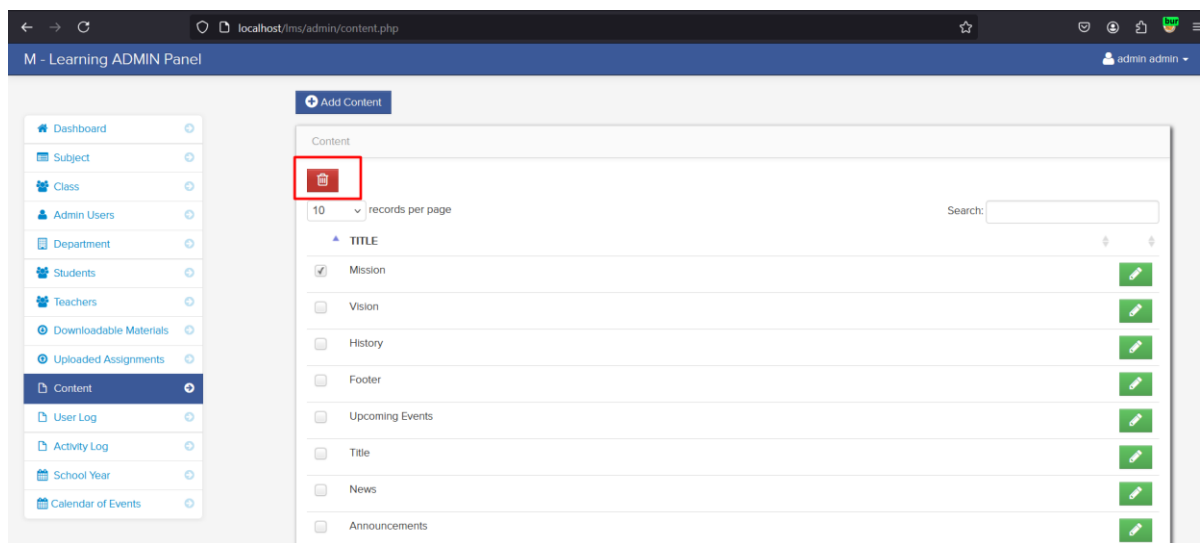 localhost/lms/admin/content.php
bur
M - Learning ADMIN Panel
admin admin
Add Content
Dashboard
Subject
Class
Admin Users
Department
Students
Teachers
Downloadable Materials
Uploaded Assignments
Content
User Log
Activity Log
School Year
Calendar of Events
Content
10 records per page
Search:
TITLE
Mission
Vision
History
Footer
Upcoming Events
Title
News
Announcements